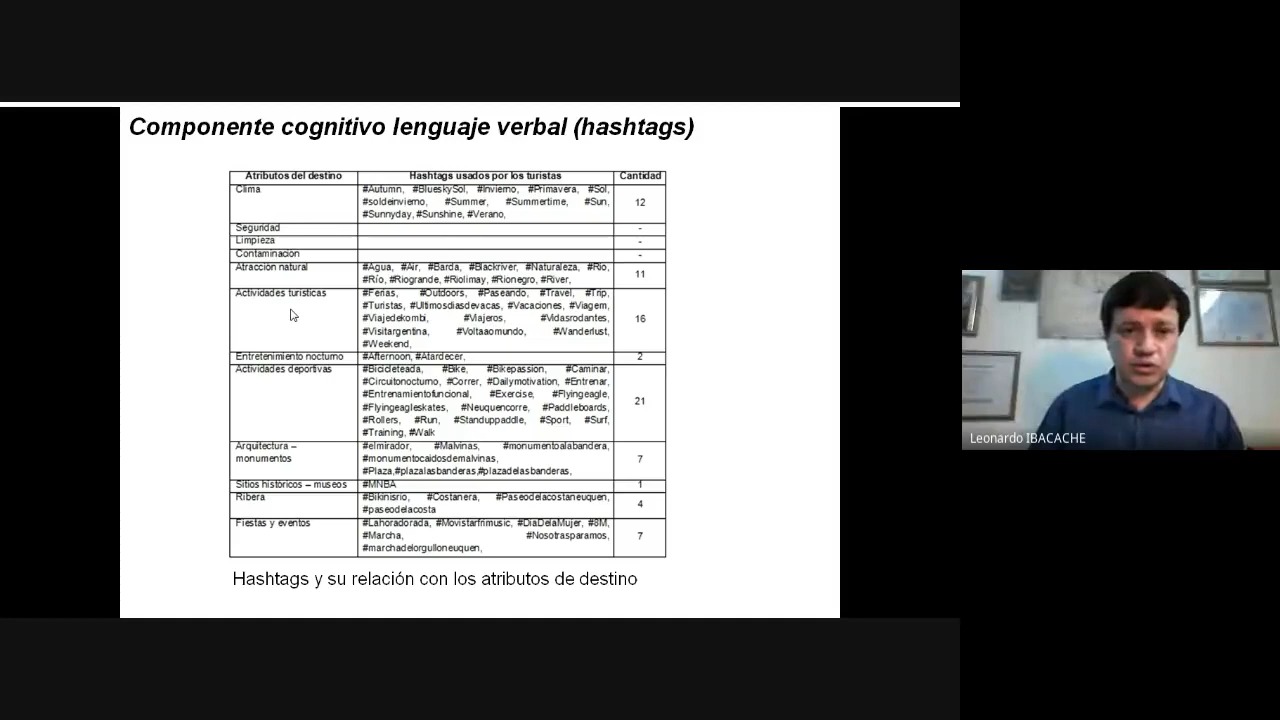 Componente cognitivo lenguaje verbal (hashtags)
Atributos del destino Hashtags usados por los turistas Cantidad
Clima #Autumn, #BlueskySol, #Invierno, #Primavera, #Sol,
#soldeinvierno, #Summer, #Summertime, #Sun, 12
#Sunnyday, #Sunshine, #Verano,
Seguridad -
Limpieza -
Contaminación -
Atracción natural #Agua, #Air, #Barda, #Blackriver, #Naturaleza, #Rio, 11
#Río, #Riogrande, #Riolimay, #Rionegro, #River,
Actividades turísticas #Ferias, #Outdoors, #Paseando, #Travel, #Trip,
#Turistas, #Ultimosdiasdevacas, #Vacaciones, #Viagem,
#Viajedekombi, #Viajeros, #Vidasrodantes, 16
#Visitargentina, #Voltaaomundo, #Wanderlust,
#Weekend,
Entretenimiento nocturno #Afternoon, #Atardecer, 2
Actividades deportivas #Bicicleteada, #Bike, #Bikepassion, #Caminar,
#Circuitonocturno, #Correr, #Dailymotivation, #Entrenar,
#Entrenamientofuncional, #Exercise, #Flyingeagle,
#Flyingeagleskates, #Neuquencorre, #Paddleboards, 21
#Rollers, #Run, #Standuppaddle, #Sport, #Surf,
#Training, #Walk
Arquitectura – #elmirador, #Malvinas, #monumentoalabandera,
monumentos #monumentocaidosdemalvinas, 7
#Plaza,#plazalasbanderas,#plazadelasbanderas,
Sitios históricos – museos #MNBA 1
Ribera #Bikinisrio, #Costanera, #Paseodelacostaneuquen, 4
#paseodelacosta
Fiestas y eventos #Lahoradorada, #Movistarfrimusic, #DiaDelaMujer, #8M,
#Marcha, #Nosotrasparamos, 7
#marchadelorgulloneuquen,
Hashtags y su relación con los atributos de destino
Leonardo IBACACHE